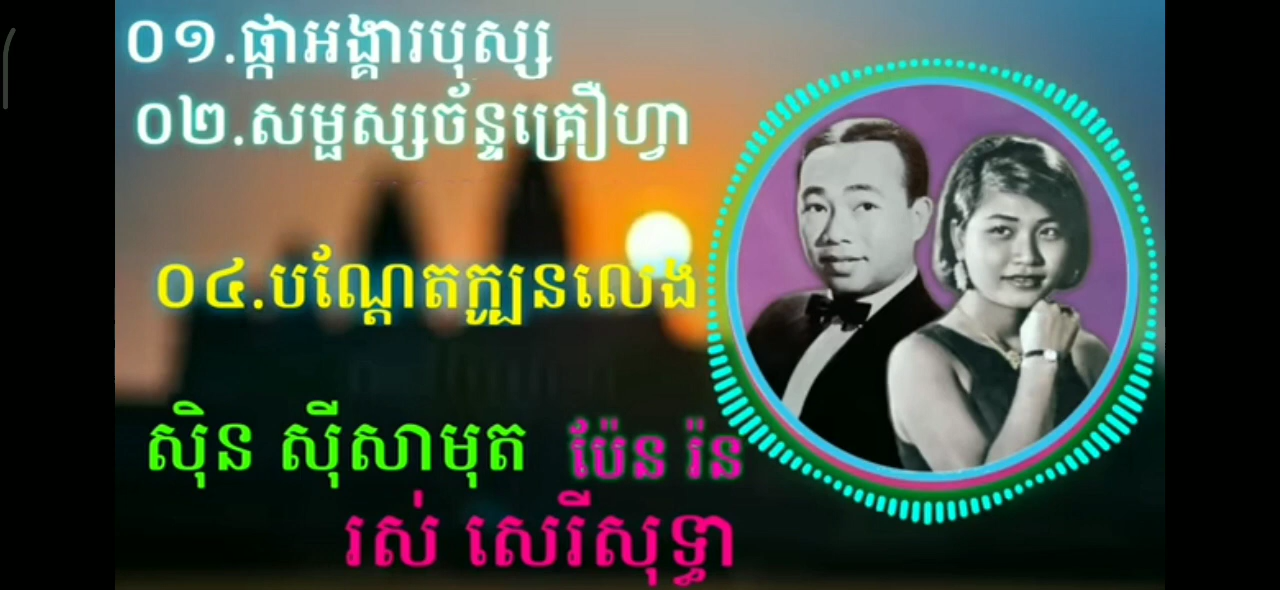 ០១.ផ្កាអង្គារបុស្ស
០២.សម្ផស្សច័ន្ទគ្រឿហ្វា
០៤.បណ្ដែតក្បូនលេង
ស៊ិន ស៊ីសាមុត ប៉ែន រ៉ន
រស់ សេរីសុទ្ធា